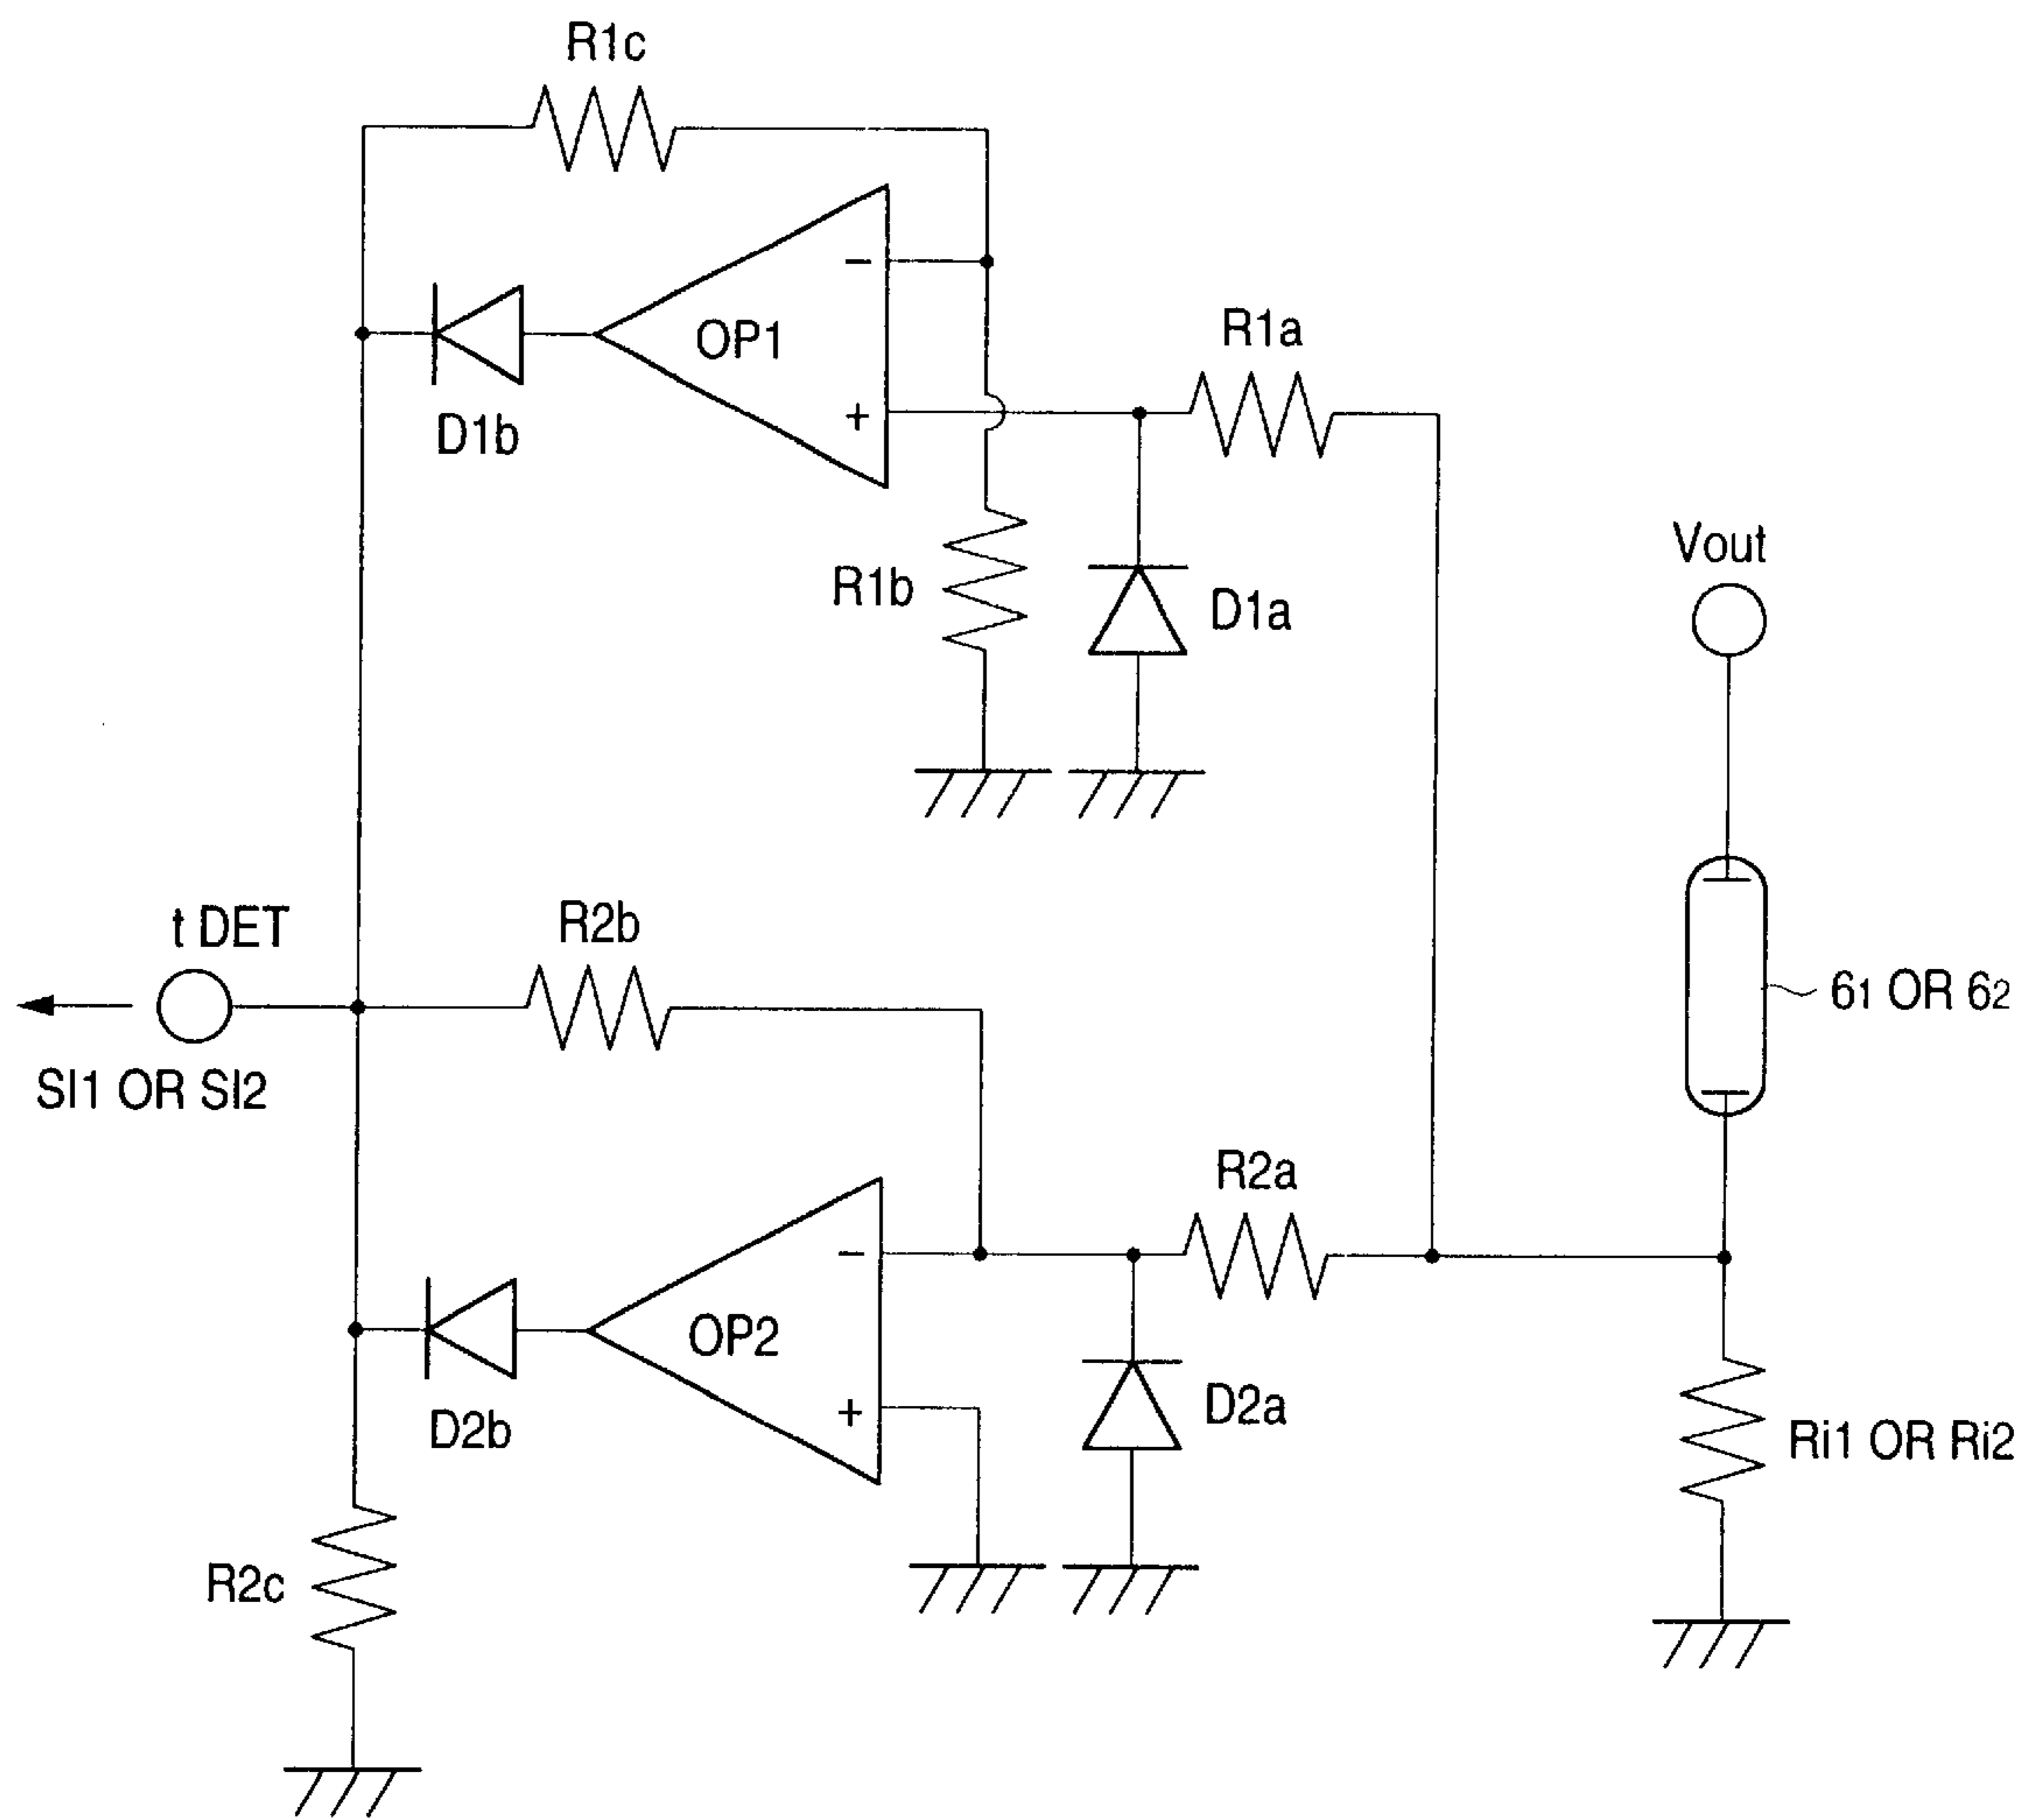 R1c
−
OP1
+
D1b
R1a
R1b
D1a
Vout
t DET
R2b
61 OR 62
SI1 OR SI2
R2a
−
OP2
+
D2b
D2a
Ri1 OR Ri2
R2c